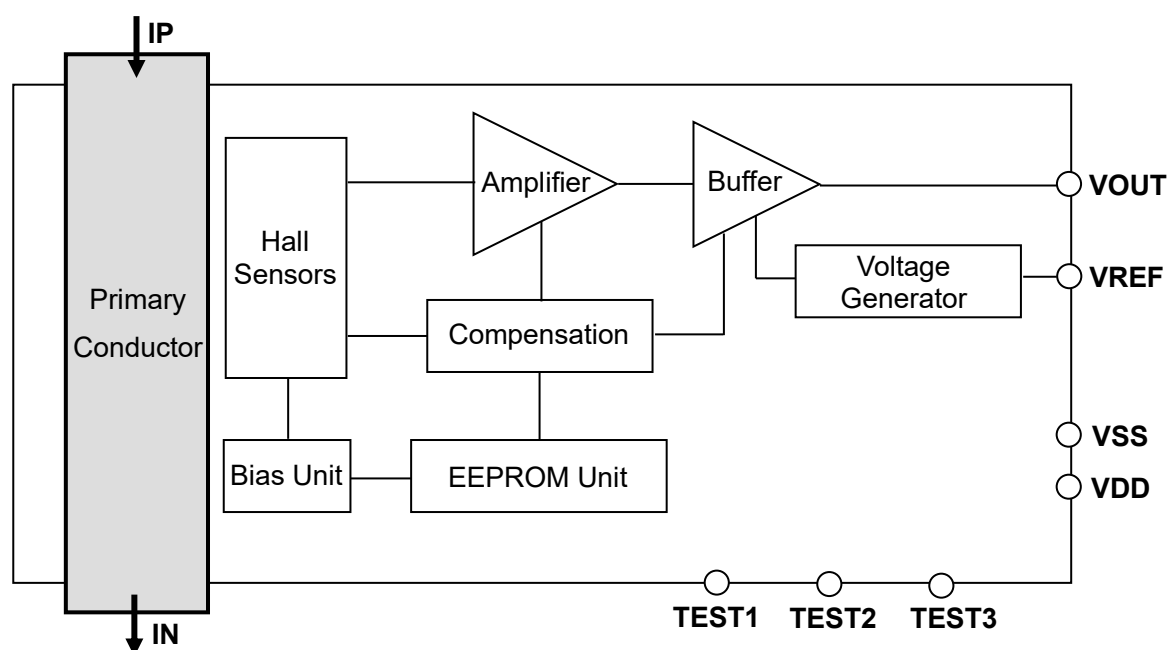 IP
Primary
Conductor
IN
Hall
Sensors
Amplifier
Buffer
Compensation
Voltage
Generator
Bias Unit
EEPROM Unit
VOUT
VREF
VSS
VDD
TEST1
TEST2
TEST3